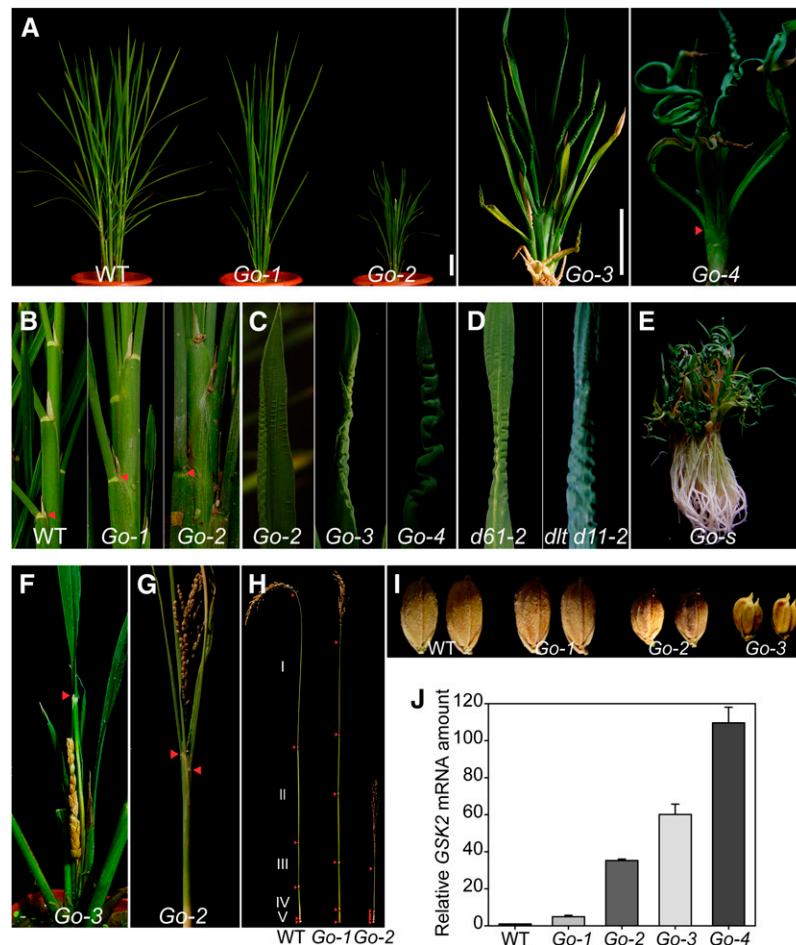 A
WT Go-1 Go-2 Go-3 Go-4
B C D E
WT Go-1 Go-2 Go-2 Go-3 Go-4 d61-2 dlt d11-2 Go-s
F G H I
WT Go-1 Go-2 Go-3
I
II
III
IV
V
Go-3 Go-2 WT Go-1 Go-2
J
Relative GSK2 mRNA amount
120
100
80
60
40
20
0
WT Go-1 Go-2 Go-3 Go-4